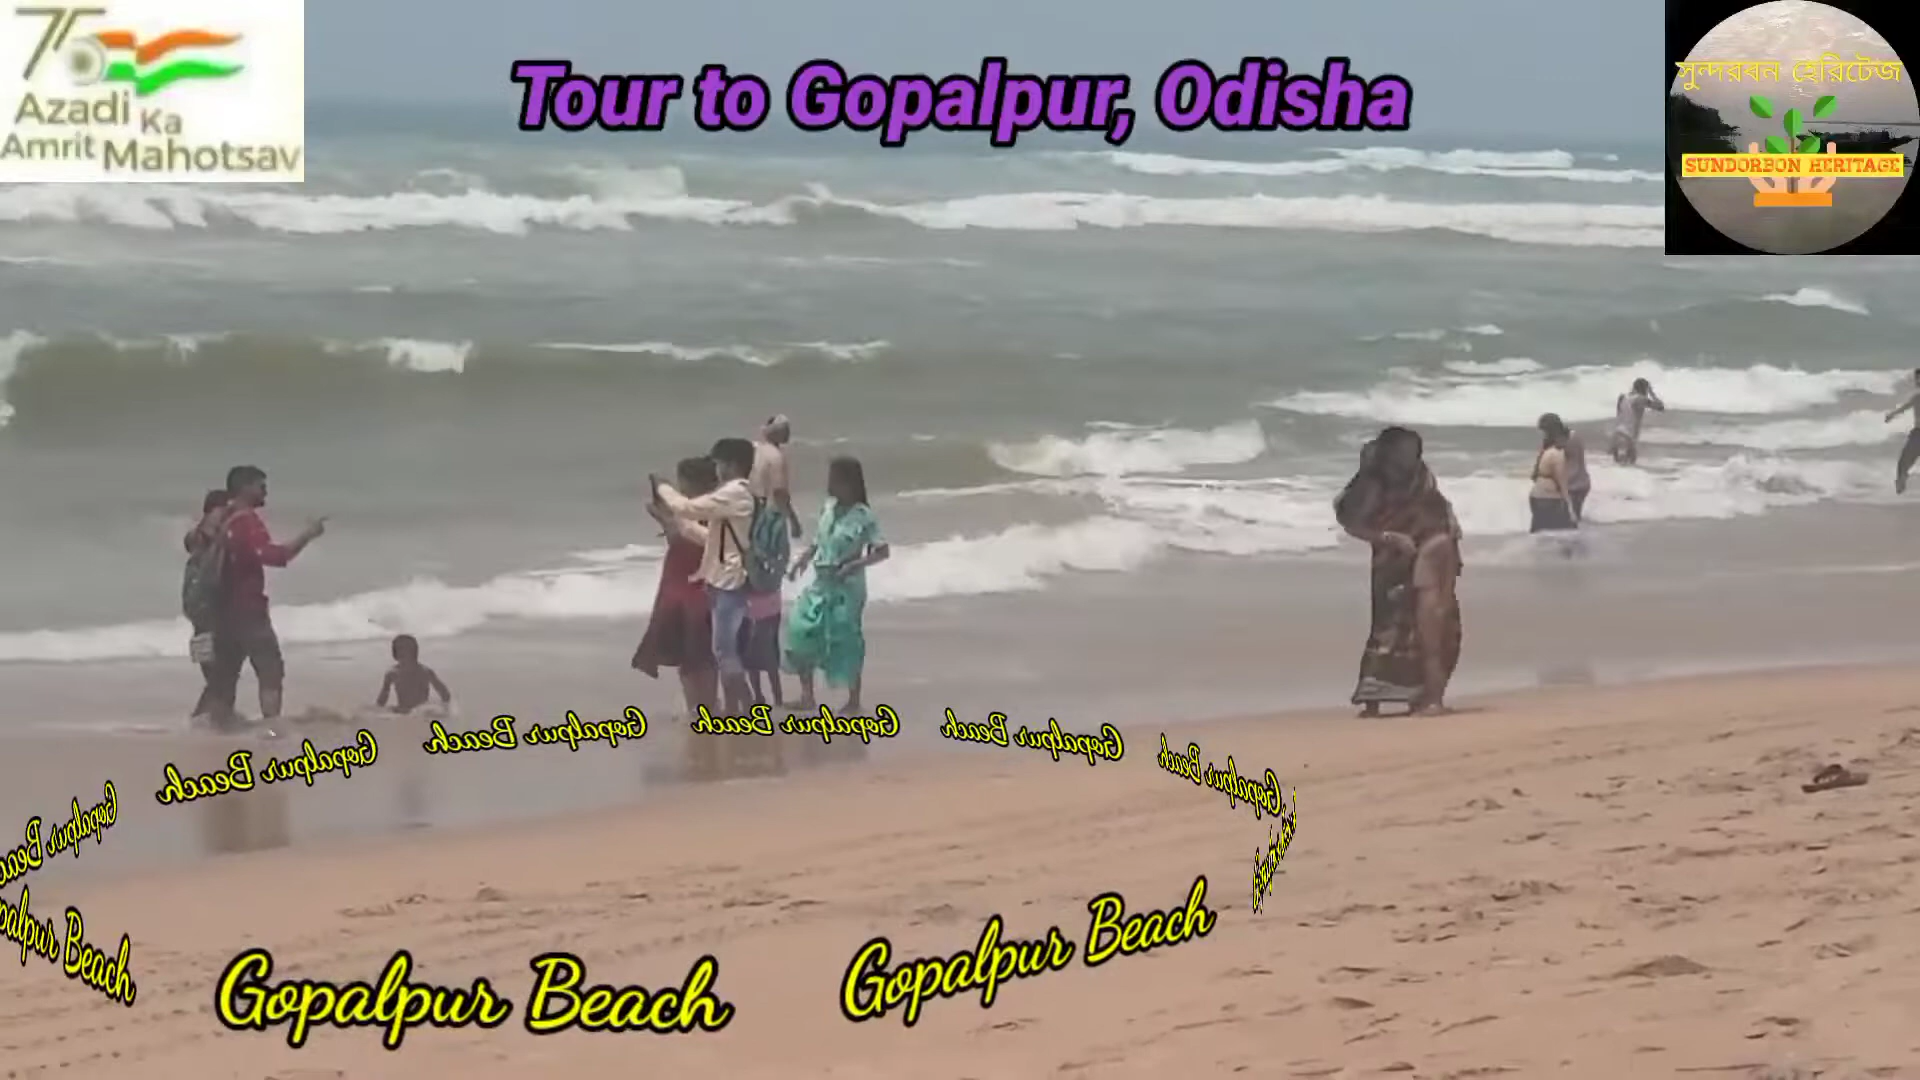 75
Azadi Ka
Amrit Mahotsav
Tour to Gopalpur, Odisha
সুন্দরবন হেরিটেজ
SUNDORBON HERITAGE
Gopalpur Beach
Gopalpur Beach
Gopalpur Beach
Gopalpur Beach
Gopalpur Beach
Gopalpur Beach
Beach
Gopalpur Beach
Gopalpur Beach